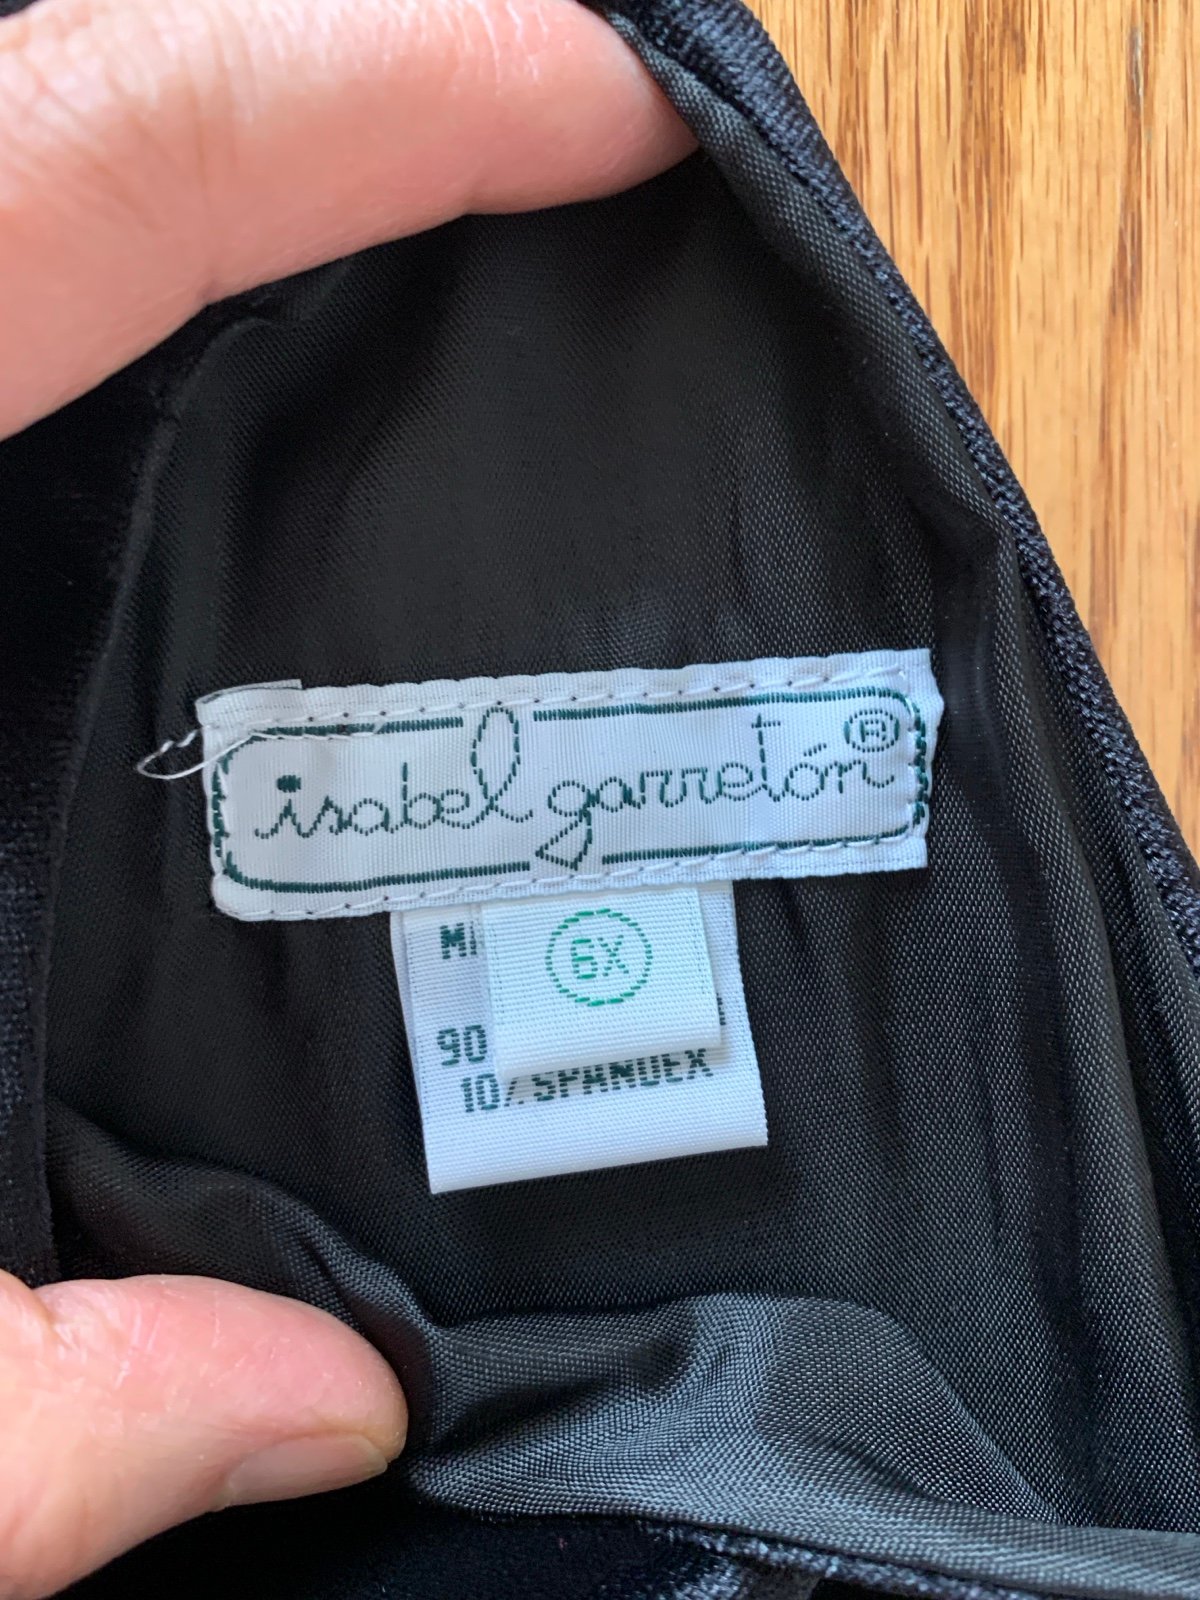 isabel garretón ®
6X
90
10% SPANDEX